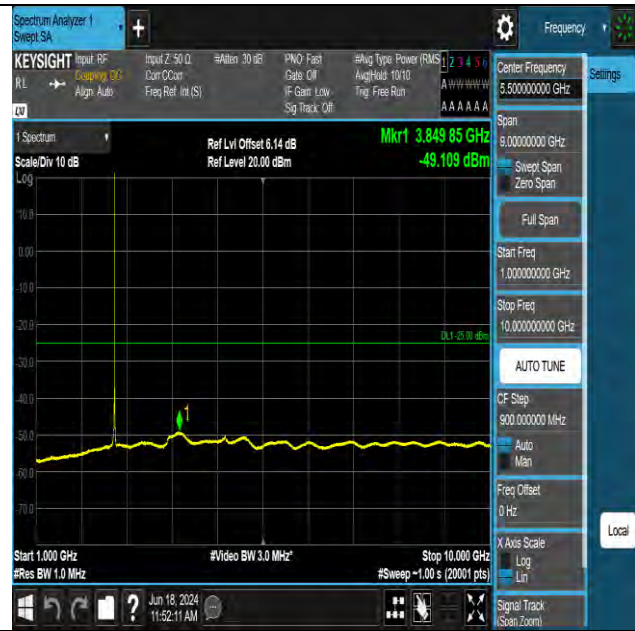 Spectrum Analyzer 1
Swept SA
+
Frequency
KEYSIGHT Input: RF
RL
Coupling: DC
Align: Auto
Input Z: 50 Ω
Corr CCorr
Freq Ref: Int (S)
#Atten: 30 dB
PNO: Fast
Gate: Off
IF Gain: Low
Sig Track: Off
#Avg Type: Power (RMS
Avg|Hold: 10/10
Trig: Free Run
1 2 3 4 5 6
A W W W W W
A A A A A A
LXI
1 Spectrum
Scale/Div 10 dB
Log
Ref Lvl Offset 6.14 dB
Ref Level 20.00 dBm
Mkr1 3.849 85 GHz
-49.109 dBm
10.0
0.00
-10.0
-20.0
DL1 -25.00 dBm
-30.0
-40.0
1
-50.0
-60.0
-70.0
Start 1.000 GHz
#Res BW 1.0 MHz
#Video BW 3.0 MHz*
Stop 10.000 GHz
#Sweep ~1.00 s (20001 pts)
Center Frequency
5.500000000 GHz
Settings
Span
9.00000000 GHz
Swept Span
Zero Span
Full Span
Start Freq
1.000000000 GHz
Stop Freq
10.000000000 GHz
AUTO TUNE
CF Step
900.000000 MHz
Auto
Man
Freq Offset
0 Hz
X Axis Scale
Log
Lin
Local
Signal Track
(Span Zoom)
?
Jun 18, 2024
11:52:11 AM